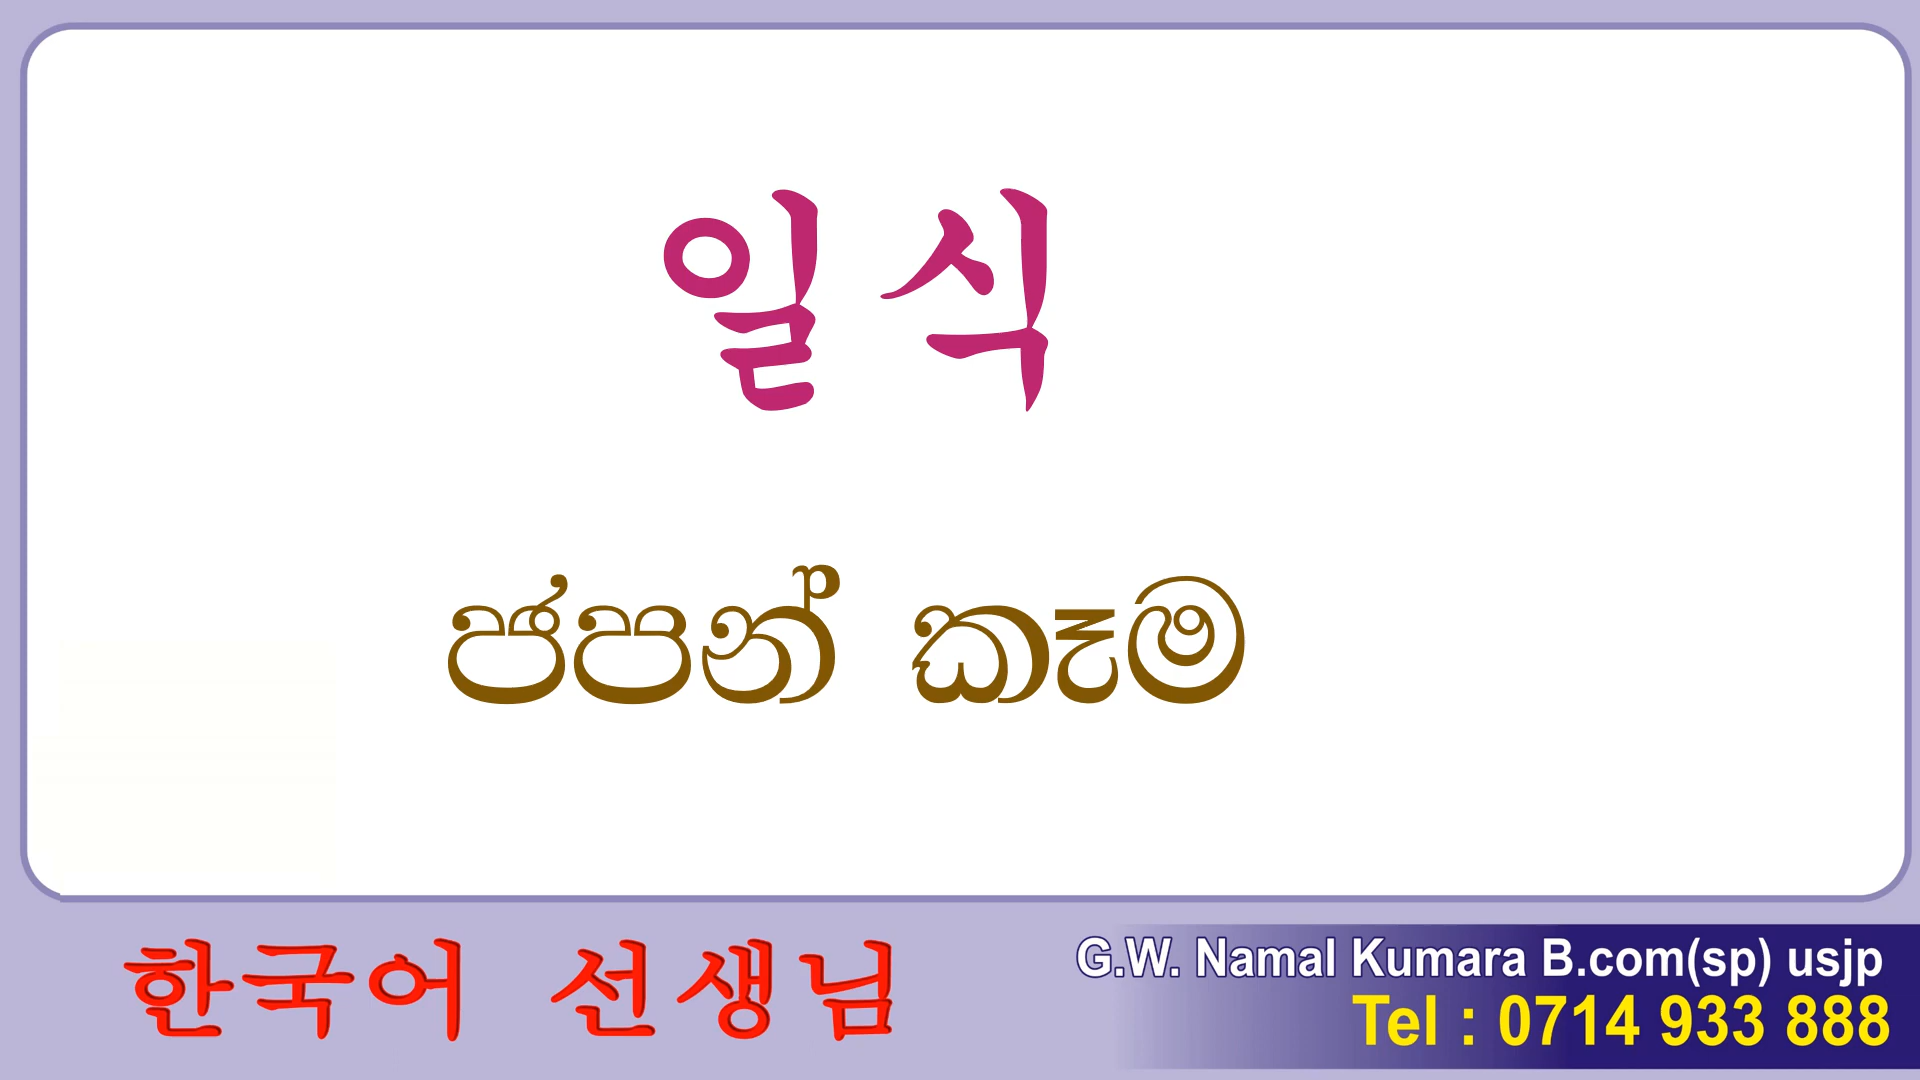 일식
ජපන් කෑම
한국어 선생님
G.W. Namal Kumara B.com(sp) usjp
Tel : 0714 933 888